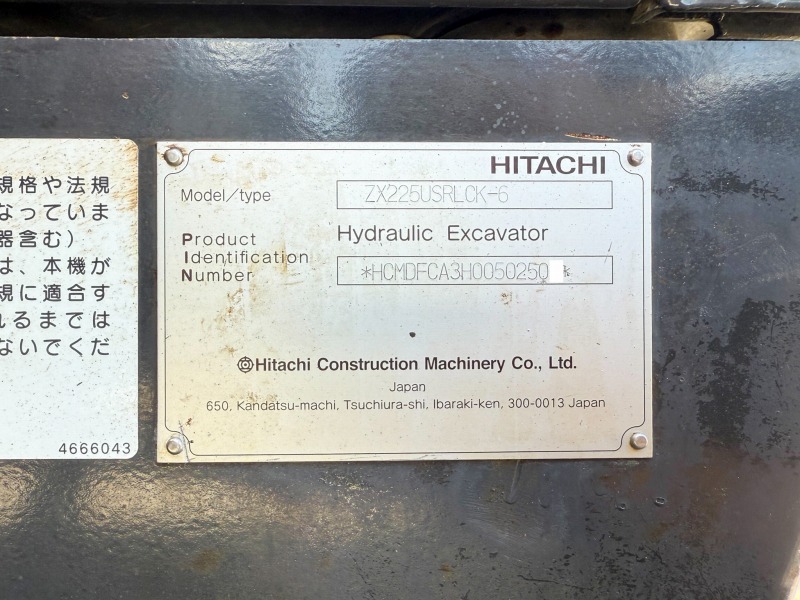 規格や法規
なっていま
器含む）
は、本機が
規に適合す
れるまでは
ないでくだ
4666043
HITACHI
Model/type ZX225USRLCK-6
Hydraulic Excavator
Product
Identification
Number *HCMDFCA3H0050250 *
Hitachi Construction Machinery Co., Ltd.
Japan
650, Kandatsu-machi, Tsuchiura-shi, Ibaraki-ken, 300-0013 Japan